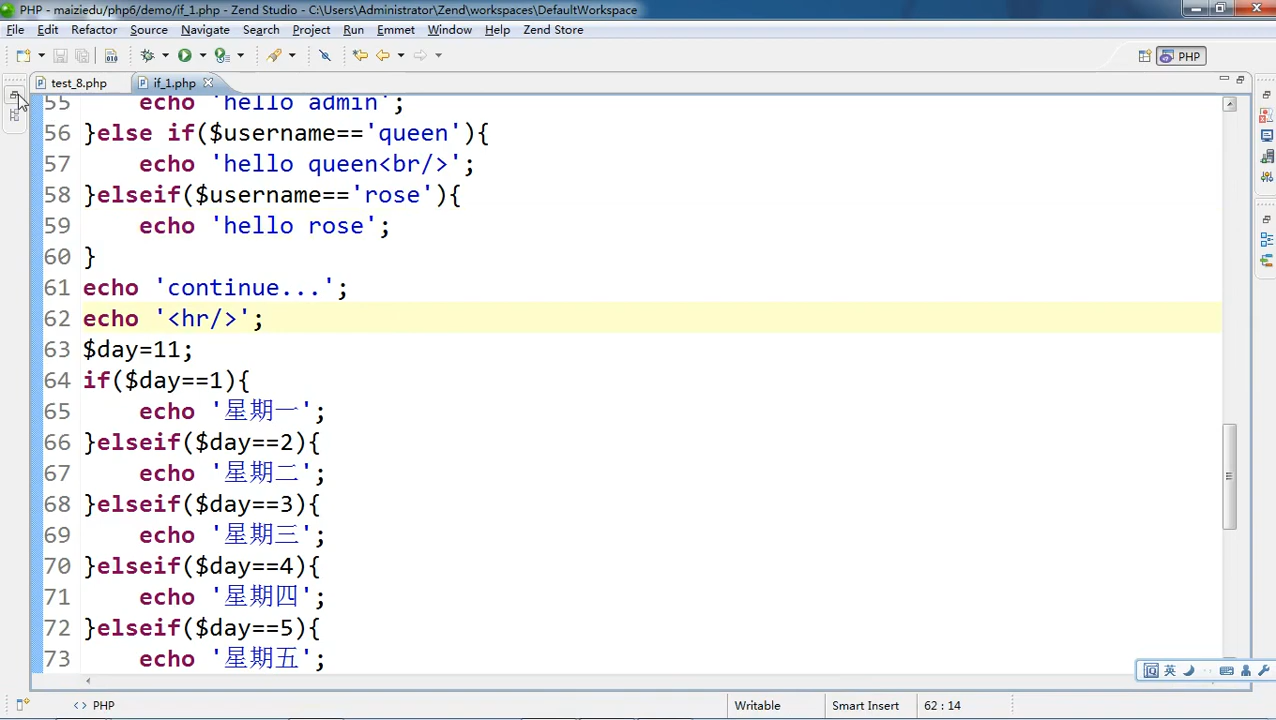 PHP - maiziedu/php6/demo/if_1.php - Zend Studio - C:\Users\Administrator\Zend\workspaces\DefaultWorkspace
File Edit Refactor Source Navigate Search Project Run Emmet Window Help Zend Store
PHP
test_8.php if_1.php
55 echo 'hello admin';
56 }else if($username=='queen'){
57 echo 'hello queen<br/>';
58 }elseif($username=='rose'){
59 echo 'hello rose';
60 }
61 echo 'continue...';
62 echo '<hr/>';
63 $day=11;
64 if($day==1){
65 echo '星期一';
66 }elseif($day==2){
67 echo '星期二';
68 }elseif($day==3){
69 echo '星期三';
70 }elseif($day==4){
71 echo '星期四';
72 }elseif($day==5){
73 echo '星期五';
英
<> PHP Writable Smart Insert 62 : 14